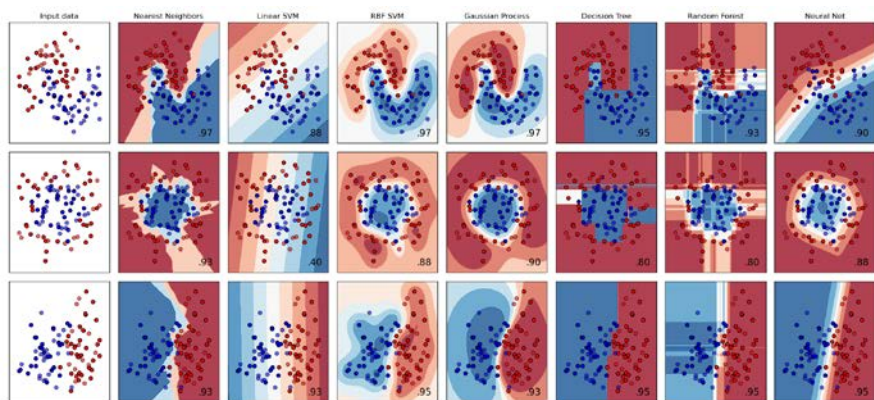 Input data Nearest Neighbors Linear SVM RBF SVM Gaussian Process Decision Tree Random Forest Neural Net
.97 .88 .97 .97 .95 .93 .90
.93 .40 .88 .90 .80 .80 .88
.93 .93 .95 .93 .95 .95 .95